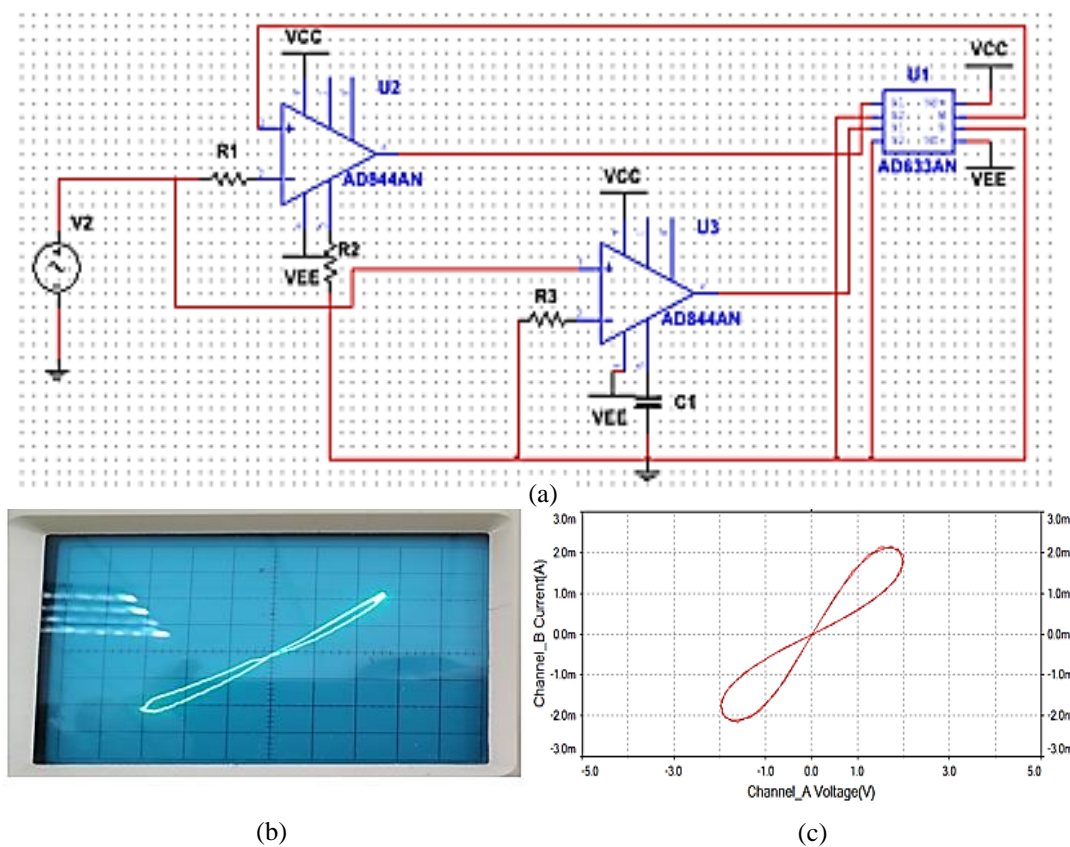 VCC
VCC
U1
U2
R1
AD844AN
AD633AN
VEE
VCC
V2
U3
VEE
R2
R3
AD844AN
VEE
C1
(a)
3.0m
3.0m
2.0m
2.0m
1.0m
1.0m
0.0m
0.0m
-1.0m
-1.0m
-2.0m
-2.0m
-3.0m
-3.0m
Channel_B Current(A)
-5.0 -3.0 -1.0 0.0 1.0 3.0 5.0
Channel_A Voltage(V)
(b)
(c)